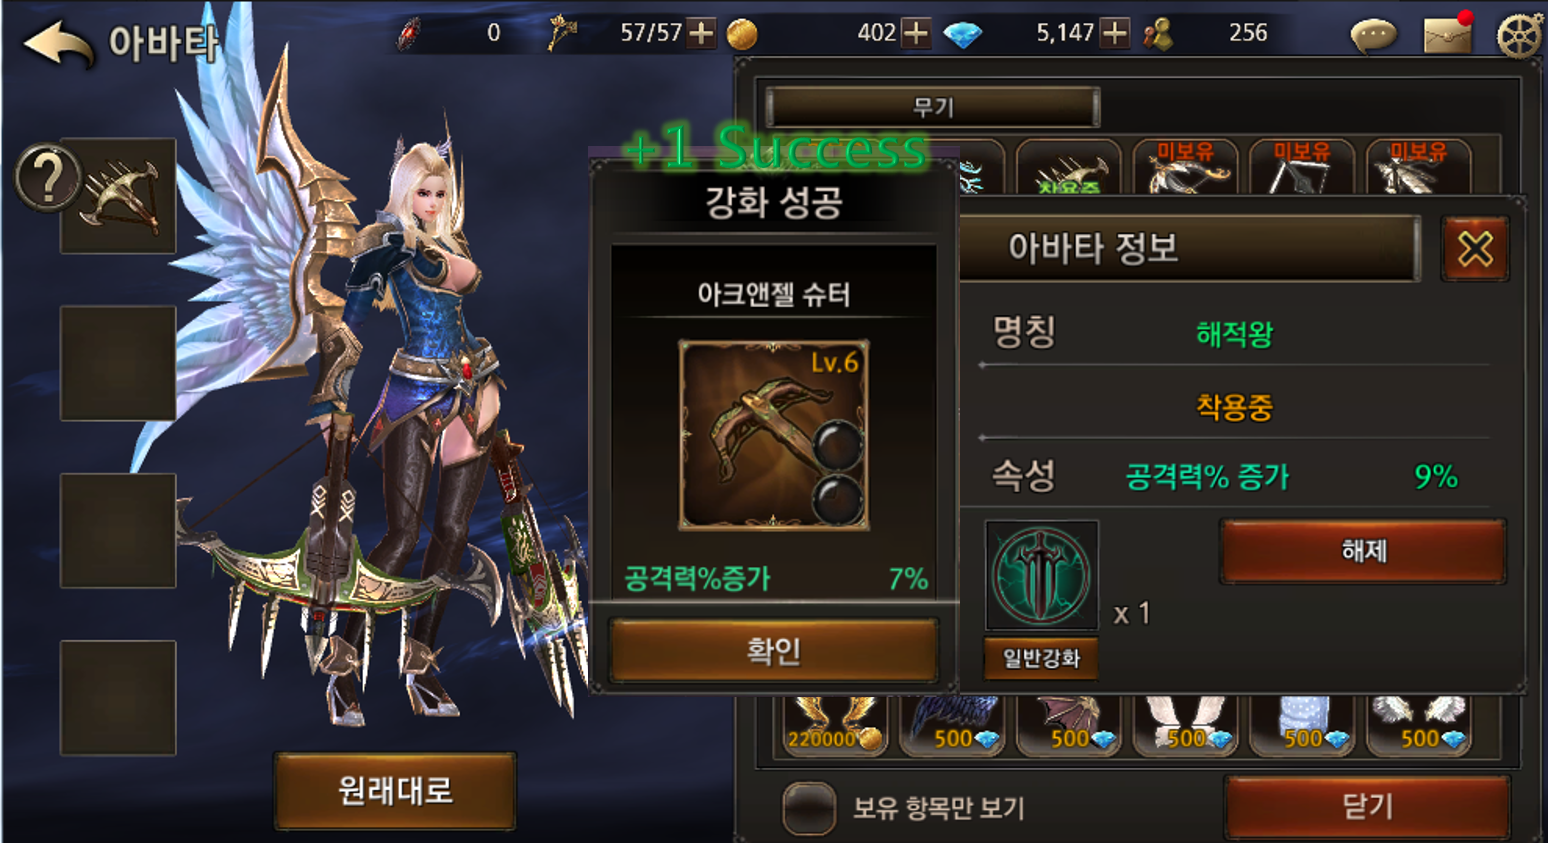 아바타
0
57/57
402
5,147
256
무기
+1 Success
미보유
미보유
미보유
착용중
강화 성공
아바타 정보
아크앤젤 슈터
명칭
해적왕
Lv.6
착용중
속성
공격력% 증가
9%
해제
공격력%증가
7%
x 1
확인
일반강화
220000
500
500
500
500
500
원래대로
보유 항목만 보기
닫기
?